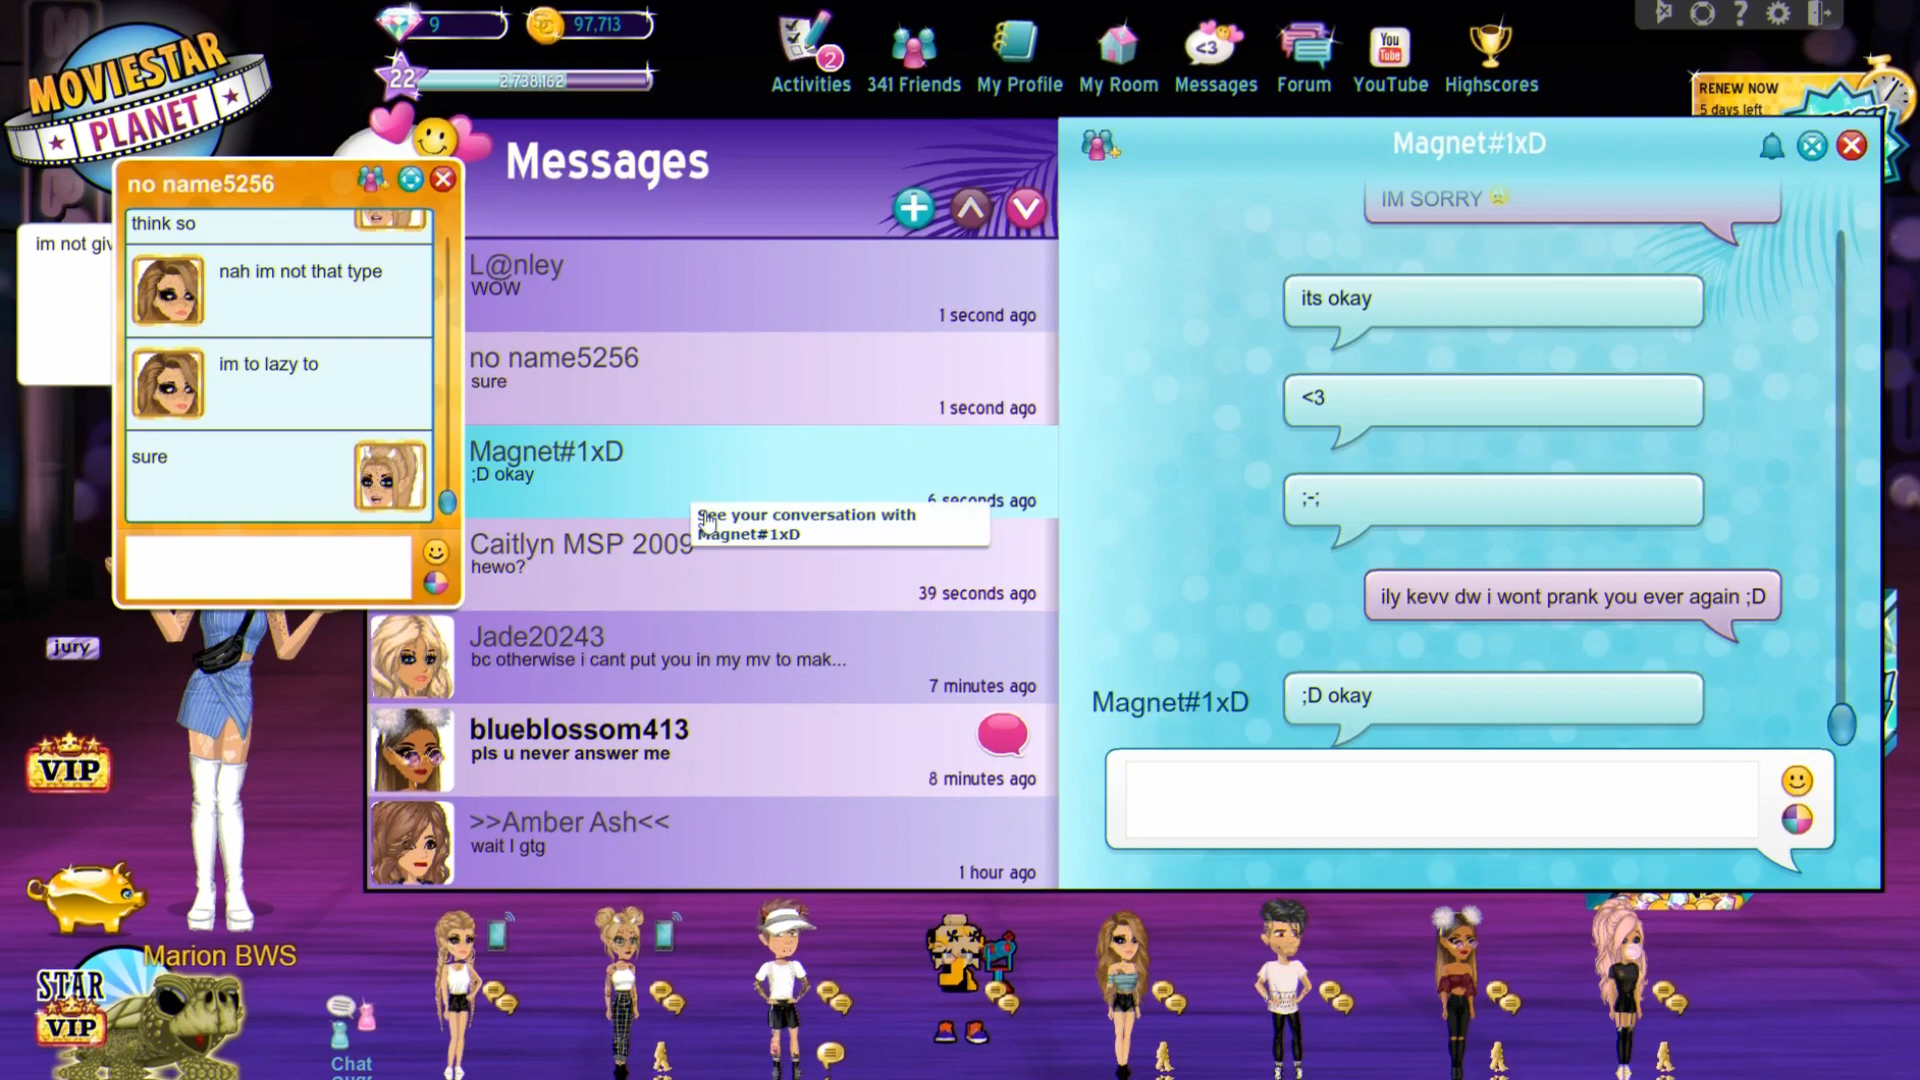 9
97,713
22
2,738,162
MOVIESTAR
PLANET
2
<3
You
Tube
Activities
341 Friends
My Profile
My Room
Messages
Forum
YouTube
Highscores
?
RENEW NOW
5 days left
im not giv
no name5256
think so
nah im not that type
im to lazy to
sure
Messages
L@nley
wow
1 second ago
no name5256
sure
1 second ago
Magnet#1xD
;D okay
6 seconds ago
See your conversation with
Magnet#1xD
Caitlyn MSP 2009
hewo?
39 seconds ago
Jade20243
bc otherwise i cant put you in my mv to mak...
7 minutes ago
blueblossom413
pls u never answer me
8 minutes ago
>>Amber Ash<<
wait I gtg
1 hour ago
Magnet#1xD
IM SORRY
its okay
<3
;-;
ily kevv dw i wont prank you ever again ;D
Magnet#1xD
;D okay
jury
VIP
Marion BWS
STAR
VIP
Chat